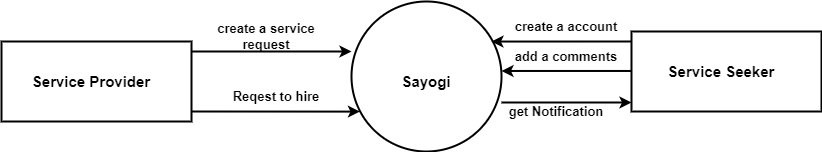 create a service
request
Service Provider
Reqest to hire
Sayogi
create a account
add a comments
get Notification
Service Seeker